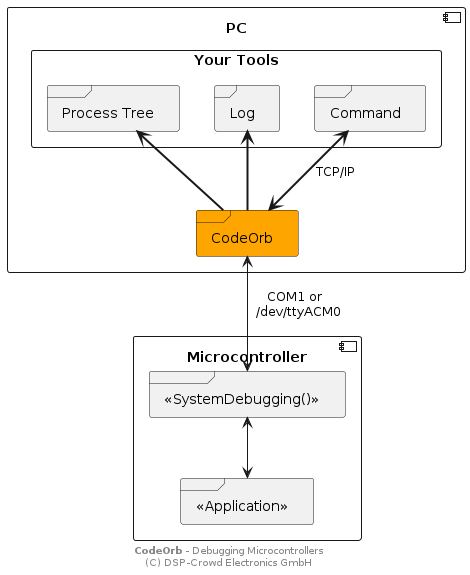 PC
Your Tools
Process Tree
Log
Command
TCP/IP
CodeOrb
COM1 or
/dev/ttyACM0
Microcontroller
«SystemDebugging()»
«Application»
CodeOrb - Debugging Microcontrollers
(C) DSP-Crowd Electronics GmbH